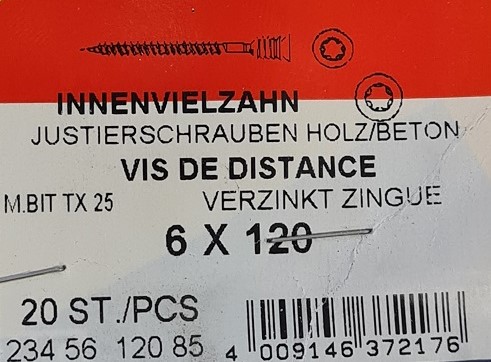 INNENVIELZAHN
JUSTIERSCHRAUBEN HOLZ/BETON
VIS DE DISTANCE
M.BIT TX 25 VERZINKT ZINGUE
6 X 120
20 ST./PCS
234 56 120 85
4 009146 372176